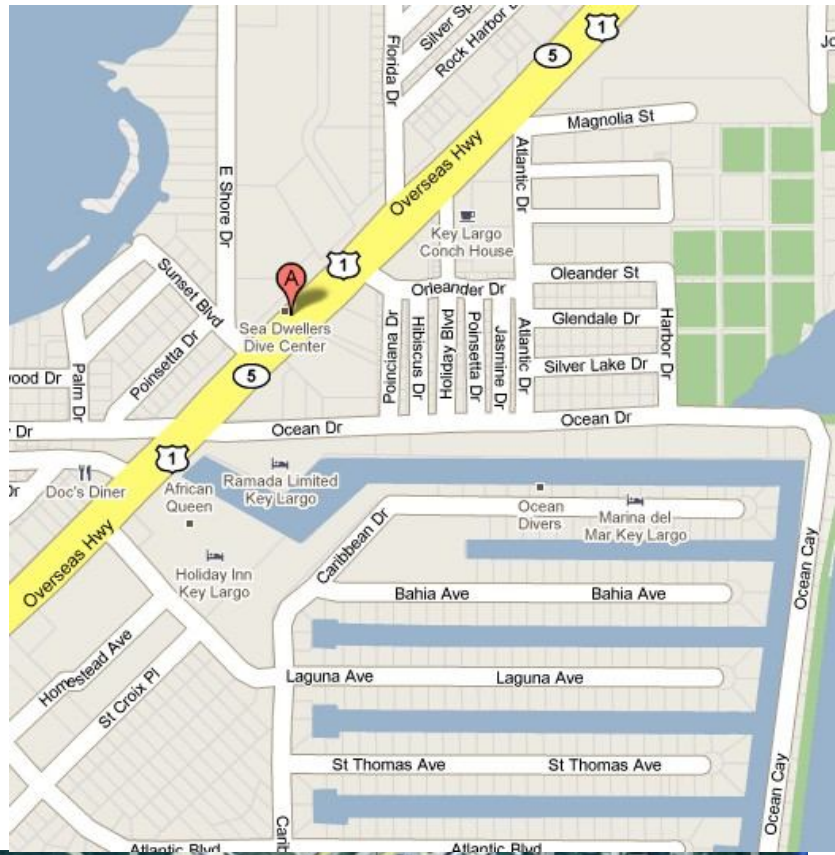 Florida Dr
Silver Sp
Rock Harbor
1
5
Jo
Magnolia St
Overseas Hwy
Atlantic Dr
E Shore Dr
Key Largo
Conch House
1
Oleander St
Oneander Dr
A
Sunset Blvd
Sea Dwellers
Dive Center
Glendale Dr
Poinciana Dr
Hibiscus Dr
Holiday Blvd
Poinsetta Dr
Jasmine Dr
Atlantic Dr
Harbor Dr
Poinsetta Dr
Silver Lake Dr
wood Dr
Palm Dr
5
y Dr
Ocean Dr
Ocean Dr
1
Dr
Doc's Diner
African
Queen
Ramada Limited
Key Largo
Ocean
Divers
Marina del
Mar Key Largo
Caribbean Dr
Overseas Hwy
Holiday Inn
Key Largo
Bahia Ave
Bahia Ave
Ocean Cay
Homestead Ave
Laguna Ave
Laguna Ave
St Croix Pl
St Thomas Ave
St Thomas Ave
Ocean Cay
Carib
Atlantic Blvd
Atlantic Blvd